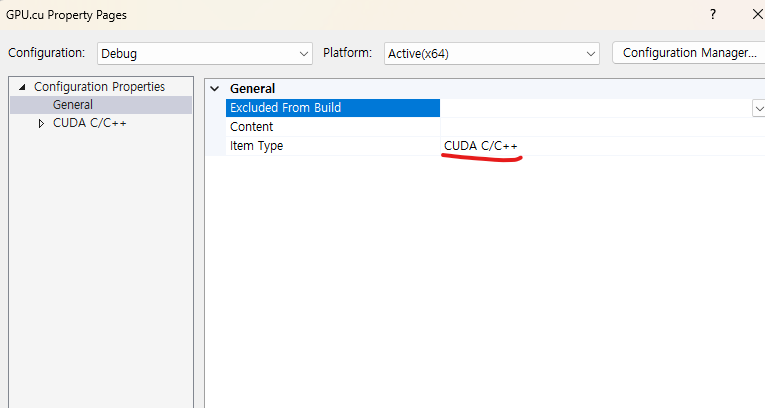 GPU.cu Property Pages
?
Configuration: Debug Platform: Active(x64) Configuration Manager...
Configuration Properties
General
CUDA C/C++
General
Excluded From Build
Content
Item Type CUDA C/C++